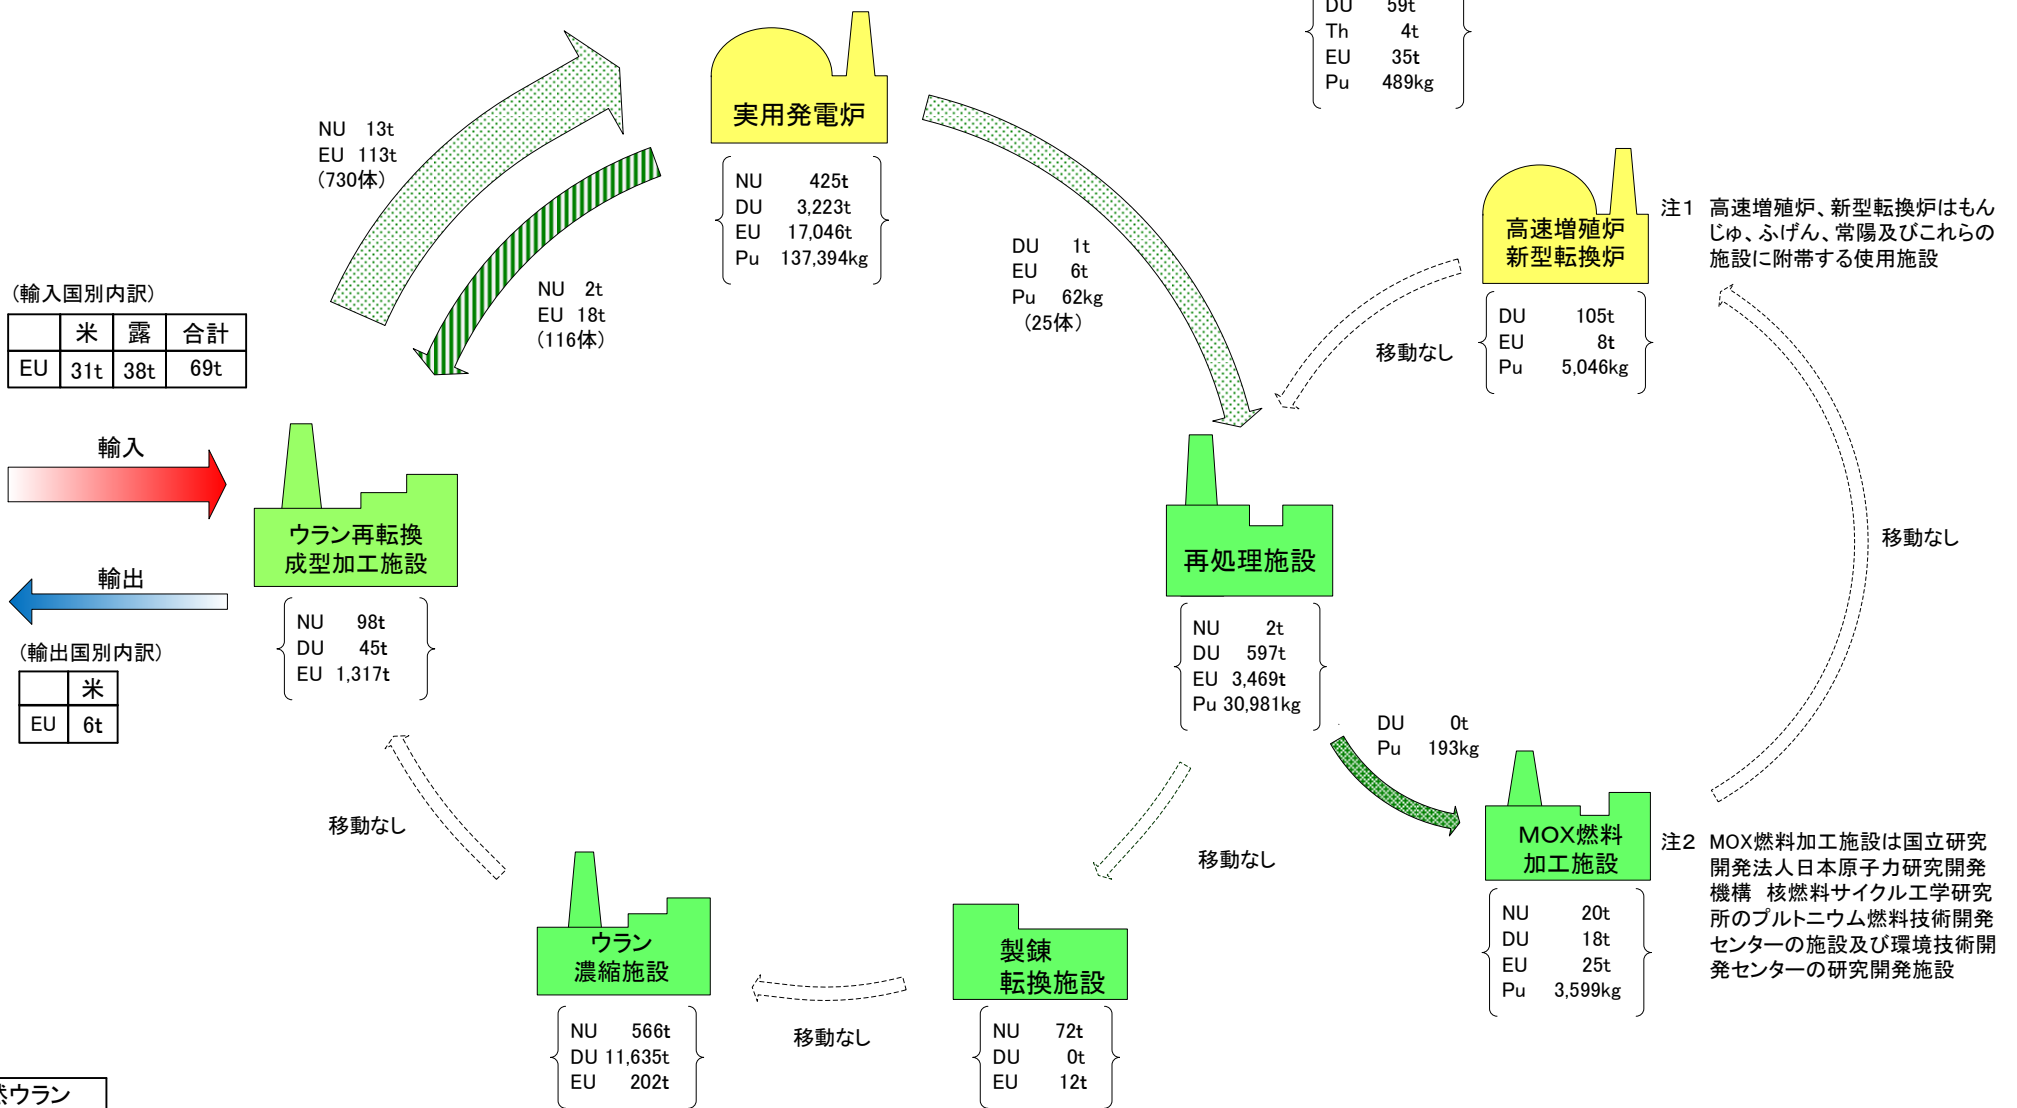 DU 59t
Th 4t
EU 35t
Pu 489kg
実用発電炉
NU 425t
DU 3,223t
EU 17,046t
Pu 137,394kg
NU 13t
EU 113t
(730体)
NU 2t
EU 18t
(116体)
DU 1t
EU 6t
Pu 62kg
(25体)
高速増殖炉
新型転換炉
DU 105t
EU 8t
Pu 5,046kg
注1 高速増殖炉、新型転換炉はもん
じゅ、ふげん、常陽及びこれらの
施設に附帯する使用施設
移動なし
移動なし
(輸入国別内訳)
米 露 合計
EU 31t 38t 69t
輸入
輸出
(輸出国別内訳)
米
EU 6t
ウラン再転換
成型加工施設
NU 98t
DU 45t
EU 1,317t
再処理施設
NU 2t
DU 597t
EU 3,469t
Pu 30,981kg
DU 0t
Pu 193kg
MOX燃料
加工施設
NU 20t
DU 18t
EU 25t
Pu 3,599kg
注2 MOX燃料加工施設は国立研究
開発法人日本原子力研究開発
機構 核燃料サイクル工学研究
所のプルトニウム燃料技術開発
センターの施設及び環境技術開
発センターの研究開発施設
移動なし
移動なし
ウラン
濃縮施設
NU 566t
DU 11,635t
EU 202t
移動なし
製錬
転換施設
NU 72t
DU 0t
EU 12t
然ウラン